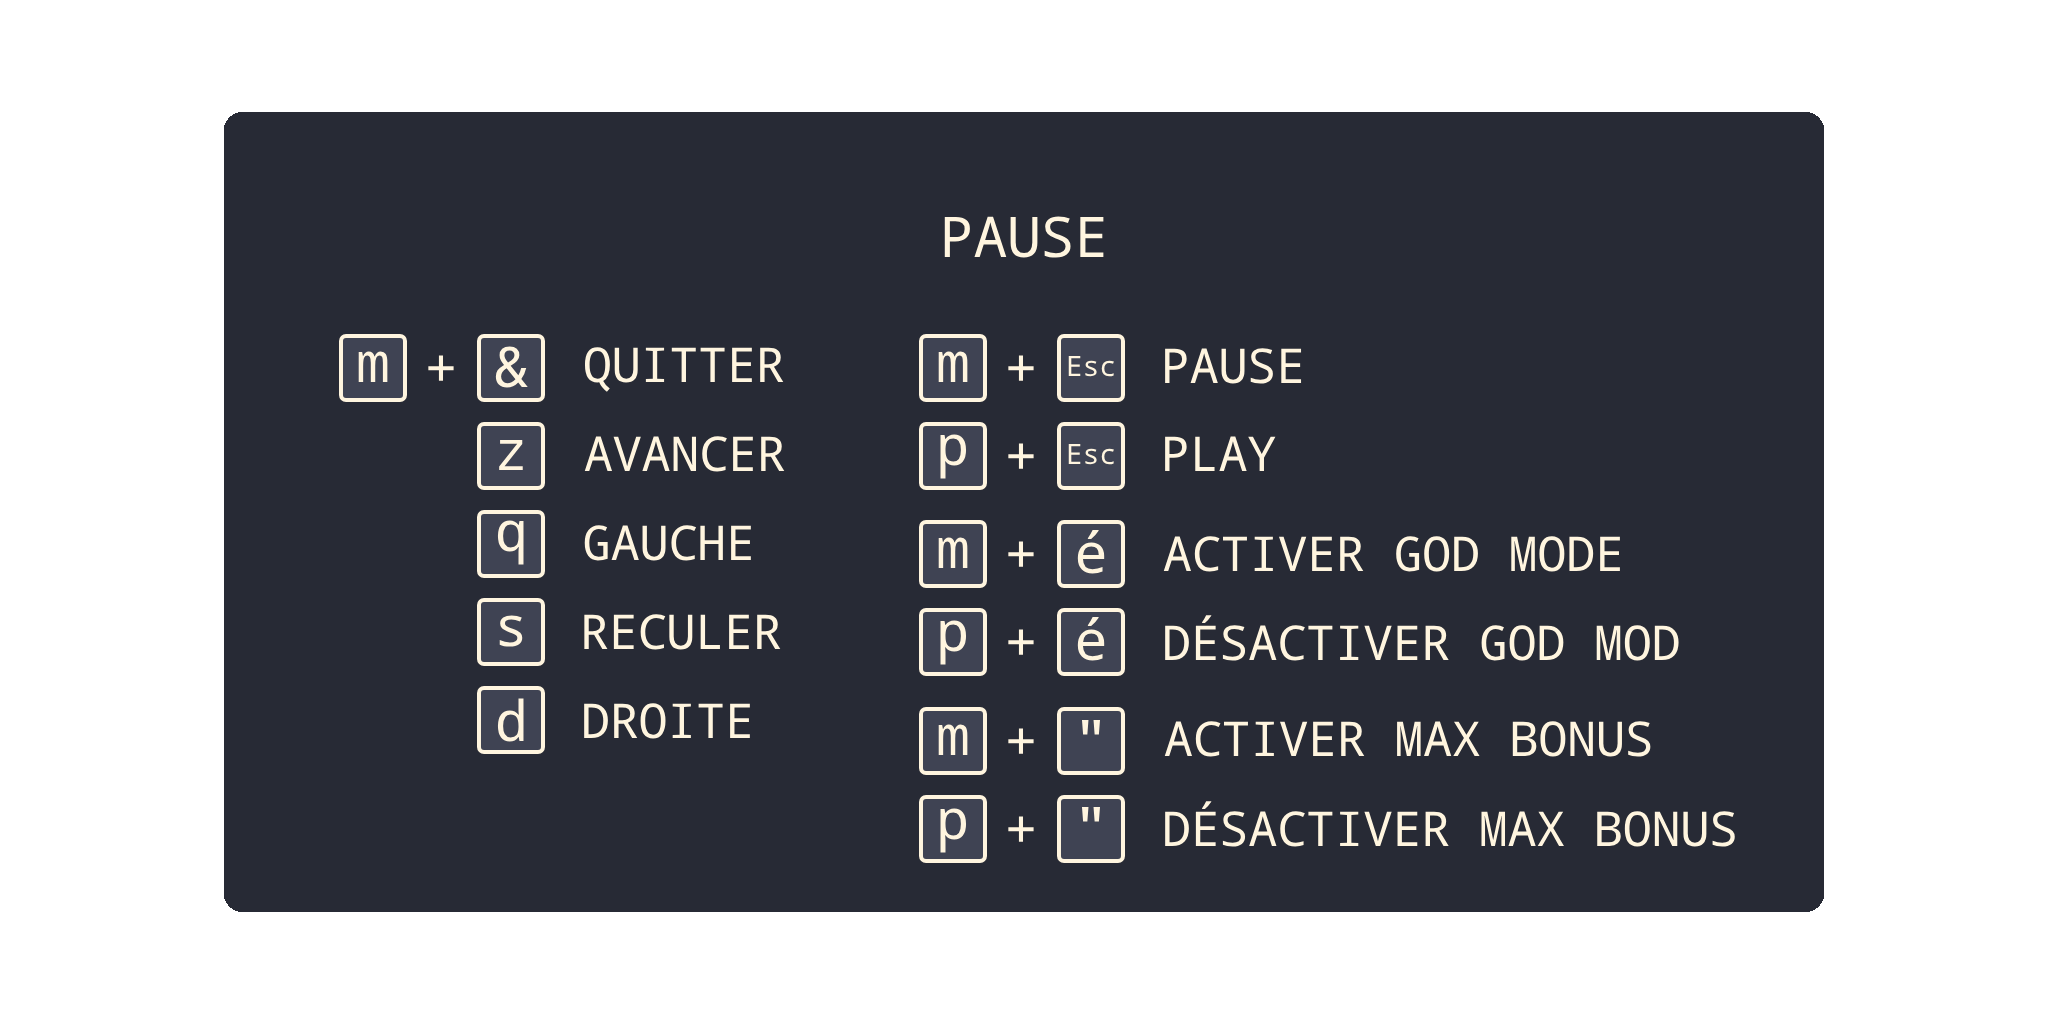 PAUSE
m + & QUITTER
z AVANCER
q GAUCHE
s RECULER
d DROITE
m + Esc PAUSE
p + Esc PLAY
m + é ACTIVER GOD MODE
p + é DÉSACTIVER GOD MOD
m + " ACTIVER MAX BONUS
p + " DÉSACTIVER MAX BONUS